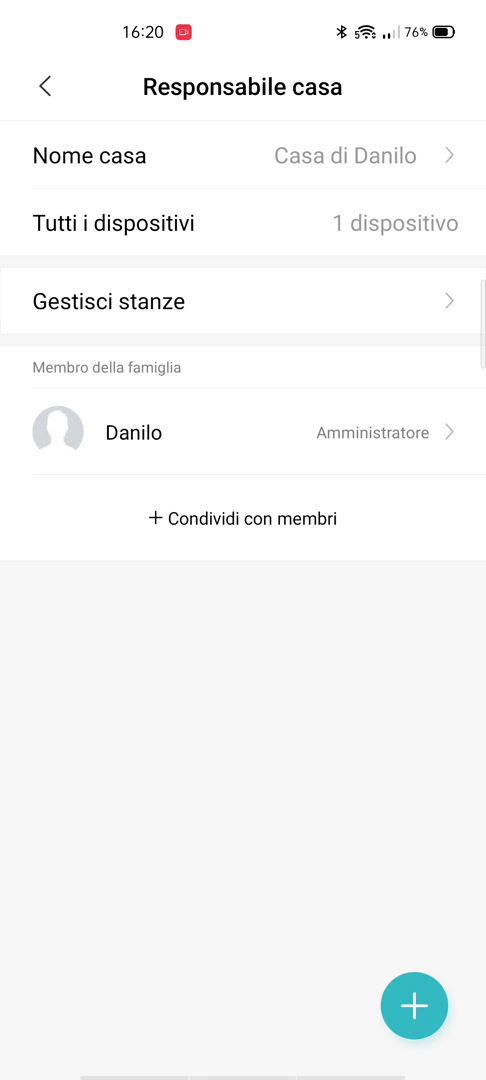 16:20 76%
Responsabile casa
Nome casa Casa di Danilo
Tutti i dispositivi 1 dispositivo
Gestisci stanze
Membro della famiglia
Danilo Amministratore
+ Condividi con membri